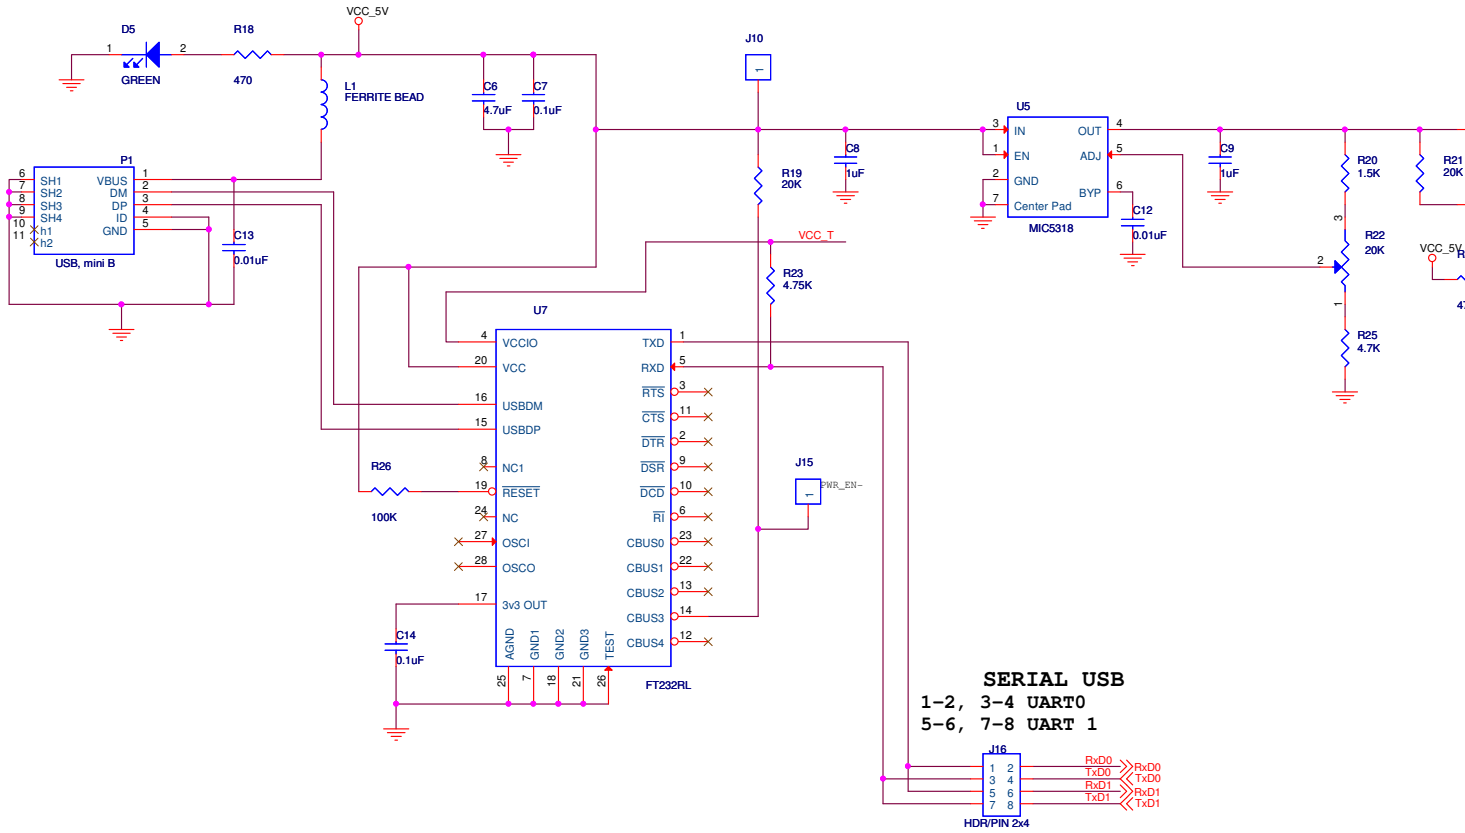 VCC_5V
D5
1
2
GREEN
R18
470
L1
FERRITE BEAD
C6
4.7uF
C7
0.1uF
J10
1
R19
20K
C8
1uF
U5
3 IN OUT 4
1 EN ADJ 5
2 GND BYP 6
7 Center Pad
MIC5318
C9
1uF
C12
0.01uF
R20
1.5K
R21
20K
3
R22
20K
2
1
R25
4.7K
VCC_5V
R
47
P1
6 SH1 VBUS 1
7 SH2 DM 2
8 SH3 DP 3
9 SH4 ID 4
10 h1 GND 5
11 h2
USB, mini B
C13
0.01uF
VCC_T
R23
4.75K
U7
4 VCCIO TXD 1
20 VCC RXD 5
RTS 3
16 USBDM CTS 11
15 USBDP DTR 2
8 NC1 DSR 9
19 RESET DCD 10
24 NC RI 6
27 OSCI CBUS0 23
28 OSCO CBUS1 22
CBUS2 13
17 3v3 OUT CBUS3 14
CBUS4 12
AGND GND1 GND2 GND3 TEST
25 7 18 21 26
FT232RL
R26
100K
C14
0.1uF
J15
1
PWR_EN-
SERIAL USB
1-2, 3-4 UART0
5-6, 7-8 UART 1
J16
1 2 RxD0 RxD0
3 4 TxD0 TxD0
5 6 RxD1 RxD1
7 8 TxD1 TxD1
HDR/PIN 2x4